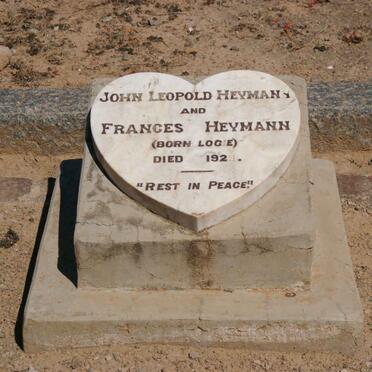 JOHN LEOPOLD HEYMANN
AND
FRANCES HEYMANN
(BORN LOGIE)
DIED
"REST IN PEACE"